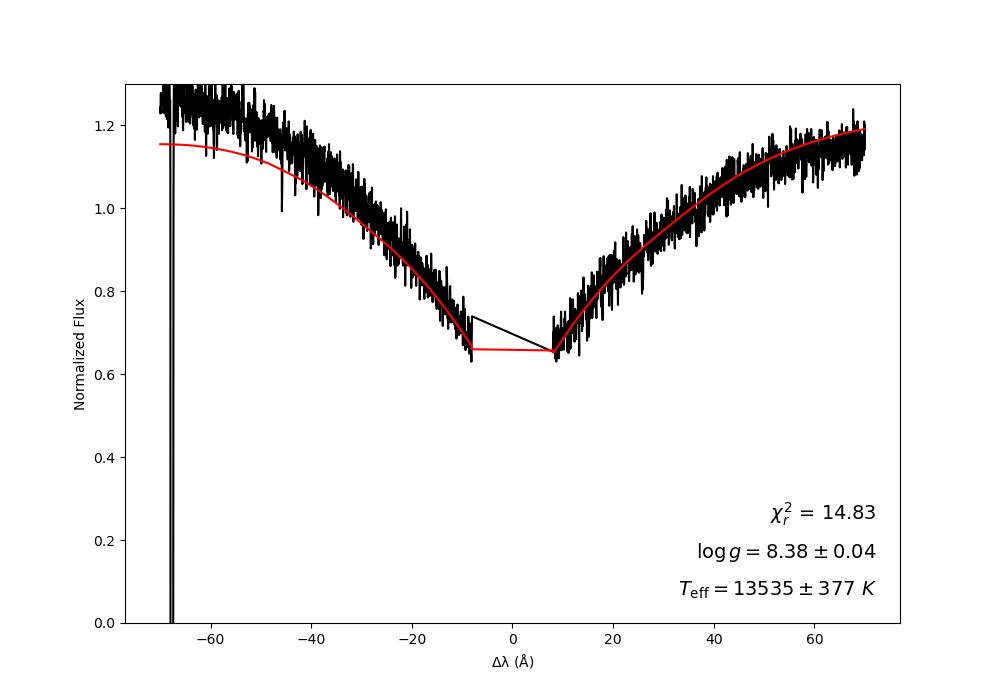 1.2
1.0
0.8
0.6
0.4
0.2
0.0
Normalized Flux
χ²ᵣ = 14.83
log g = 8.38 ± 0.04
T_eff = 13535 ± 377 K
−60 −40 −20 0 20 40 60
Δλ (Å)